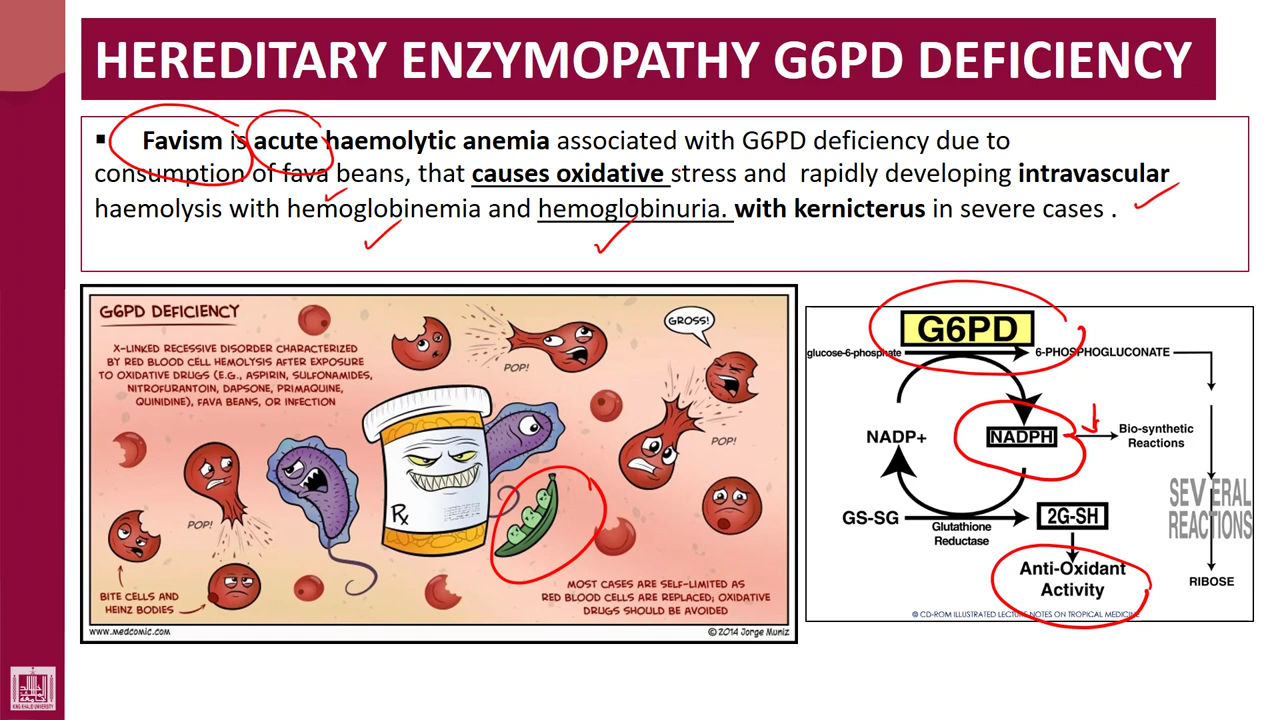 HEREDITARY ENZYMOPATHY G6PD DEFICIENCY
▪ Favism is acute haemolytic anemia associated with G6PD deficiency due to
consumption of fava beans, that causes oxidative stress and rapidly developing intravascular
haemolysis with hemoglobinemia and hemoglobinuria. with kernicterus in severe cases .
G6PD DEFICIENCY
X-LINKED RECESSIVE DISORDER CHARACTERIZED
BY RED BLOOD CELL HEMOLYSIS AFTER EXPOSURE
TO OXIDATIVE DRUGS (E.G., ASPIRIN, SULFONAMIDES,
NITROFURANTOIN, DAPSONE, PRIMAQUINE,
QUINIDINE), FAVA BEANS, OR INFECTION
POP!
GROSS!
POP!
POP!
Rx
BITE CELLS AND
HEINZ BODIES
MOST CASES ARE SELF-LIMITED AS
RED BLOOD CELLS ARE REPLACED; OXIDATIVE
DRUGS SHOULD BE AVOIDED
www.medcomic.com
© 2014 Jorge Muniz
G6PD
glucose-6-phosphate
6-PHOSPHOGLUCONATE
NADP+
NADPH
Bio-synthetic
Reactions
SEVERAL
REACTIONS
GS-SG
Glutathione
Reductase
2G-SH
Anti-Oxidant
Activity
RIBOSE
© CD-ROM ILLUSTRATED LECTURE NOTES ON TROPICAL MEDICINE
KING KHALID UNIVERSITY